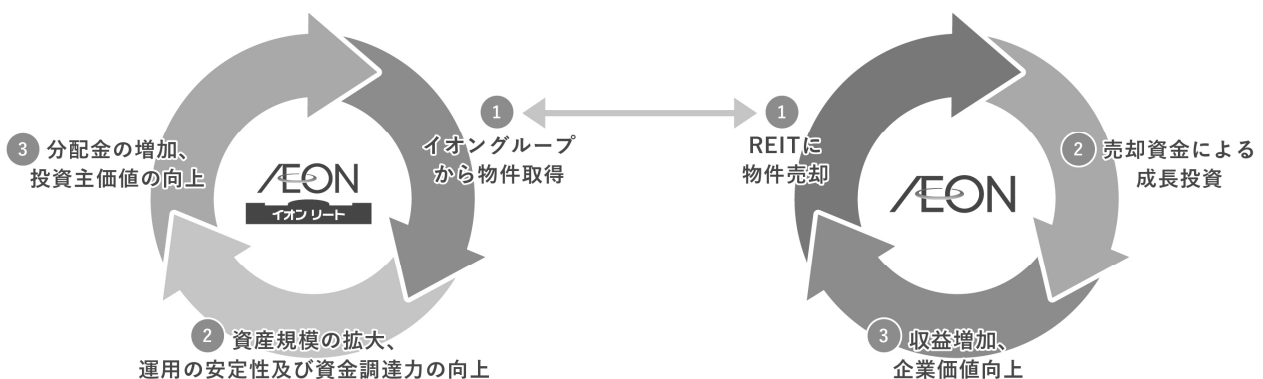 1
イオングループ
から物件取得
2 資産規模の拡大、
運用の安定性及び資金調達力の向上
3 分配金の増加、
投資主価値の向上
ÆON
イオン リート
1
REITに
物件売却
2 売却資金による
成長投資
3 収益増加、
企業価値向上
ÆON